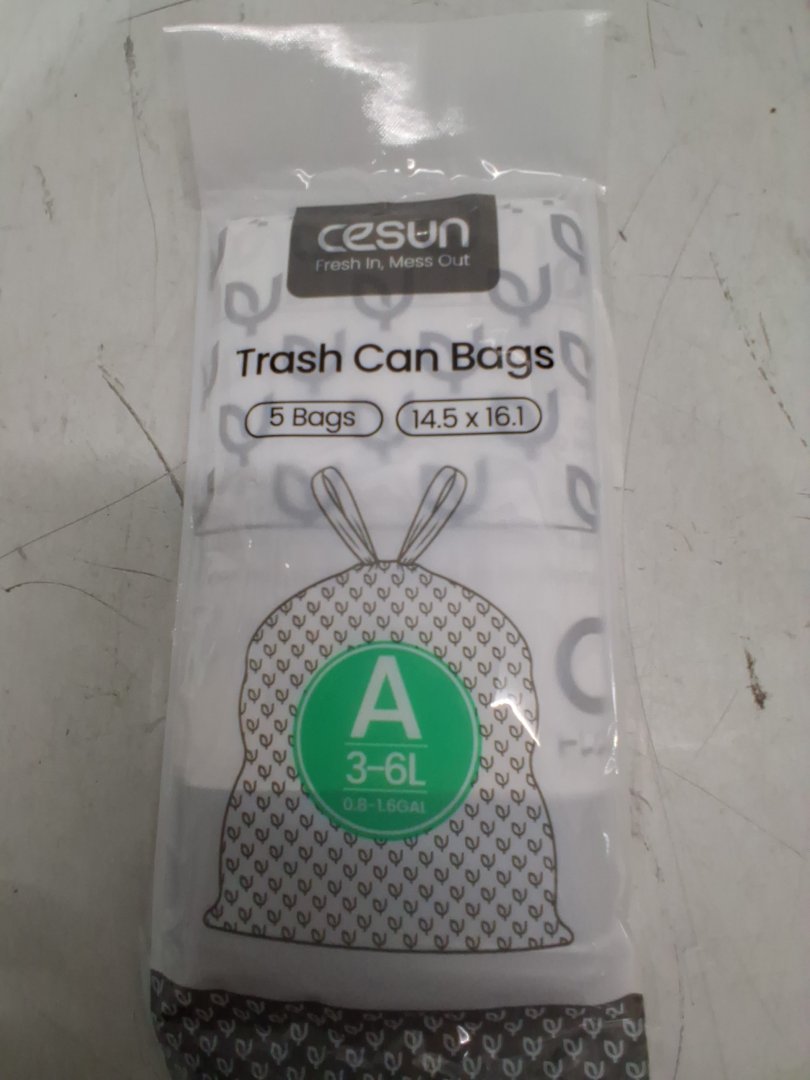 cesun
Fresh In, Mess Out
Trash Can Bags
5 Bags
14.5 x 16.1
A
3-6L
0.8-1.6GAL